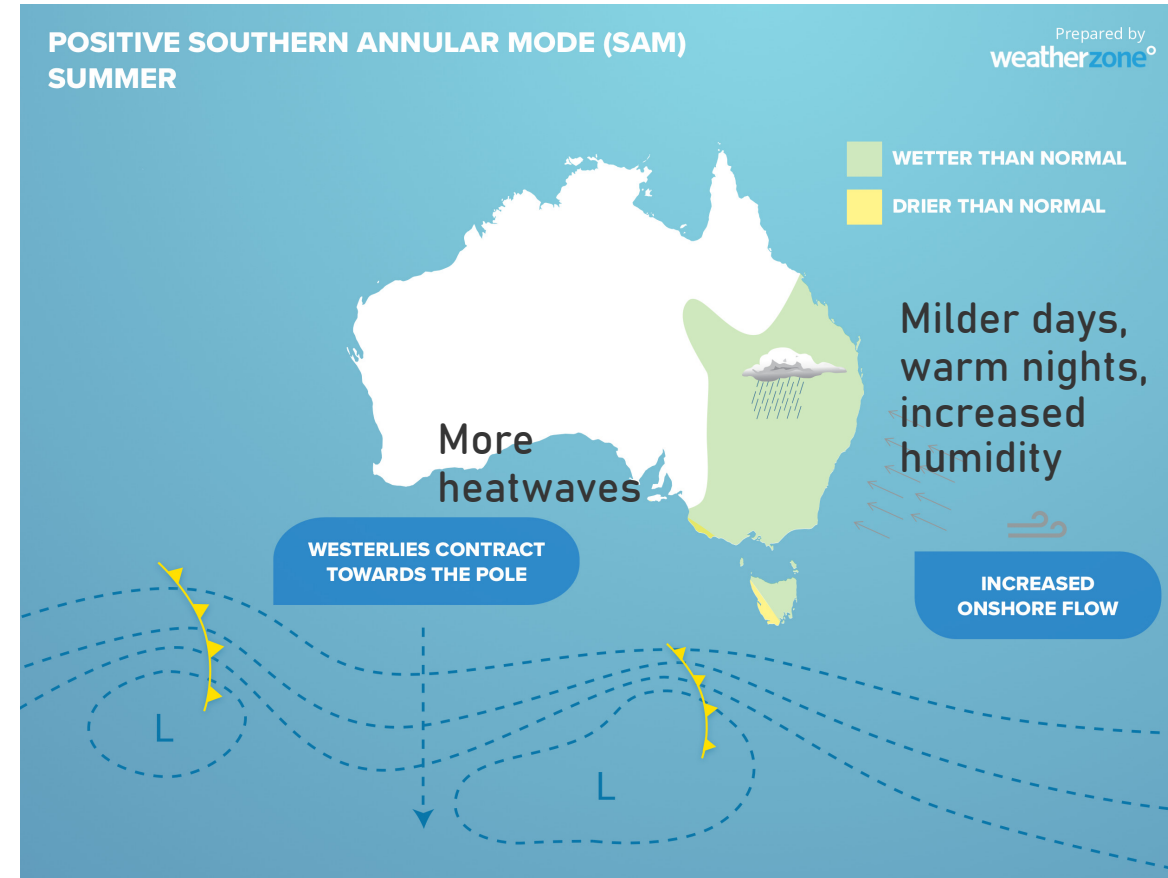 POSITIVE SOUTHERN ANNULAR MODE (SAM)
SUMMER
Prepared by
weatherzone°
WETTER THAN NORMAL
DRIER THAN NORMAL
Milder days,
warm nights,
increased
humidity
More
heatwaves
WESTERLIES CONTRACT
TOWARDS THE POLE
INCREASED
ONSHORE FLOW
L
L